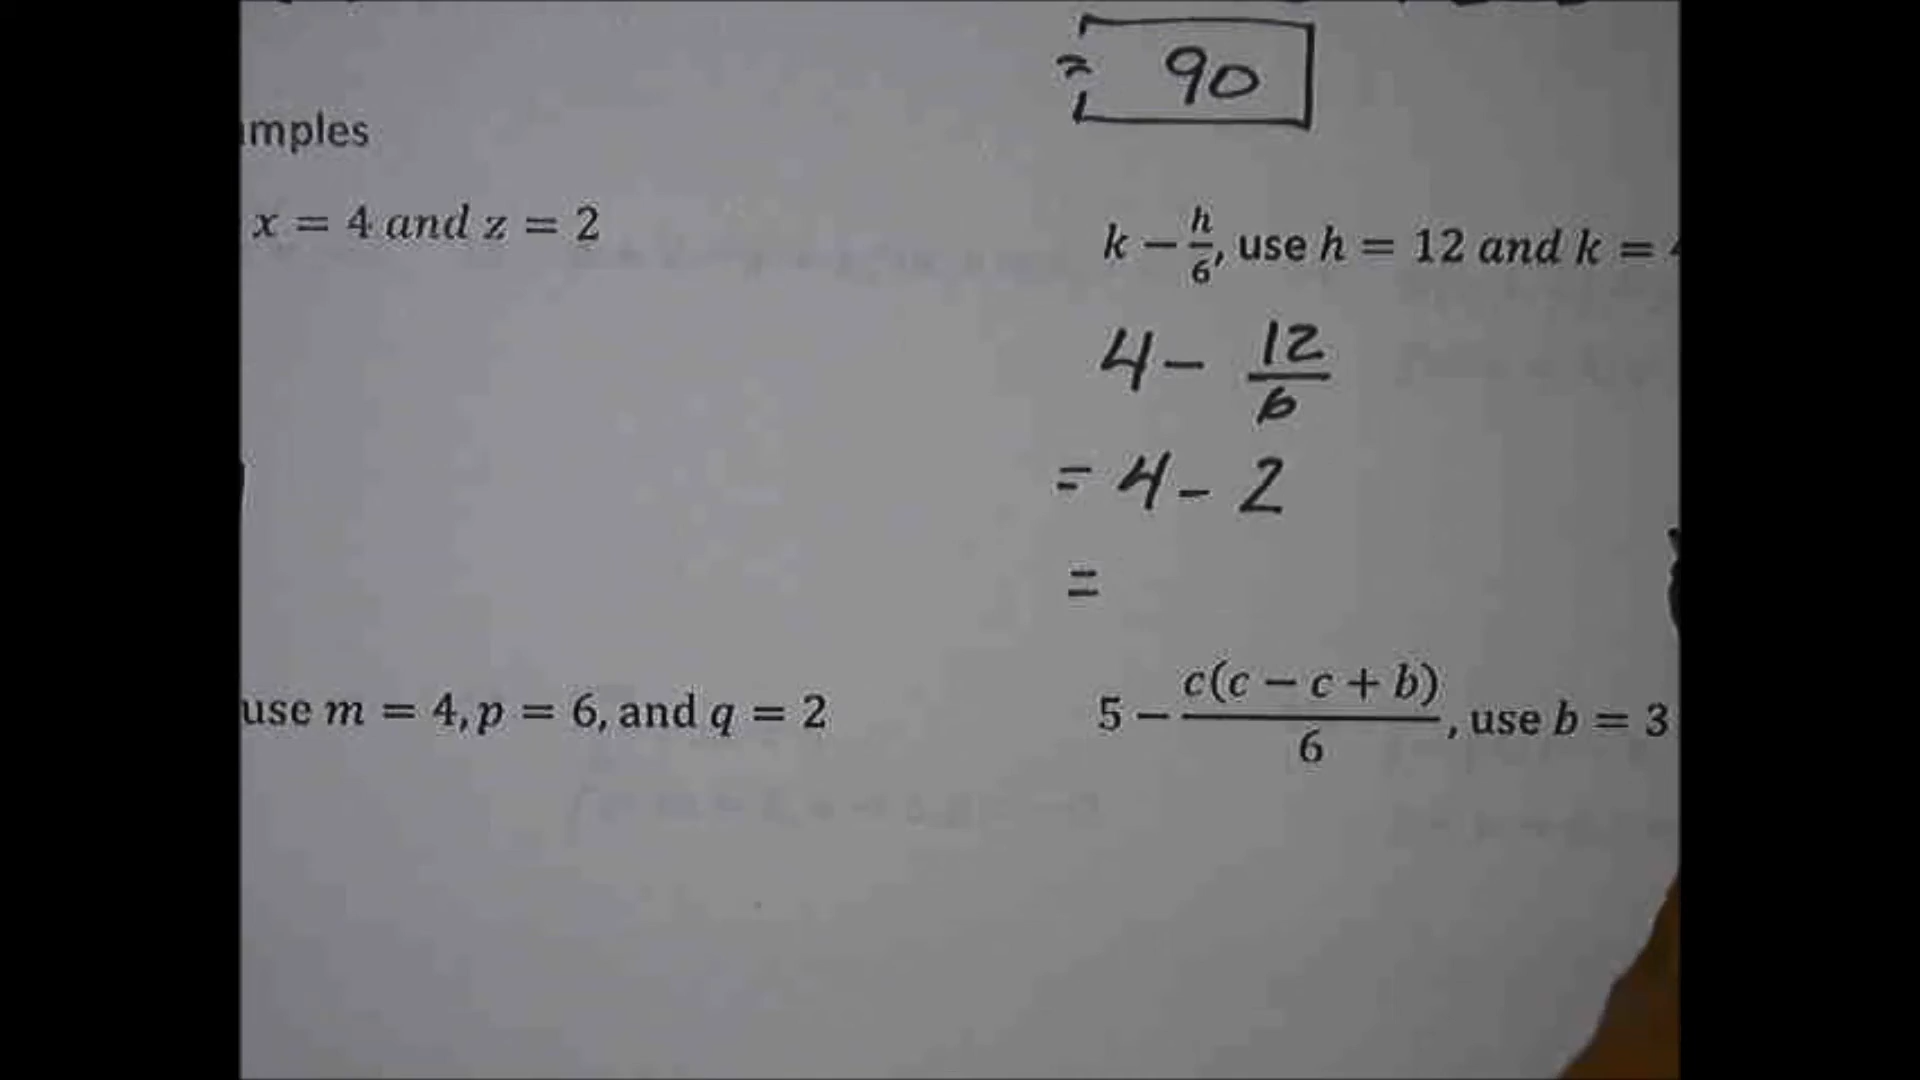 = 90
mples
x = 4 and z = 2
k − h/6, use h = 12 and k =
4 − 12/6
= 4 − 2
=
use m = 4, p = 6, and q = 2
5 − c(c − c + b)/6, use b = 3